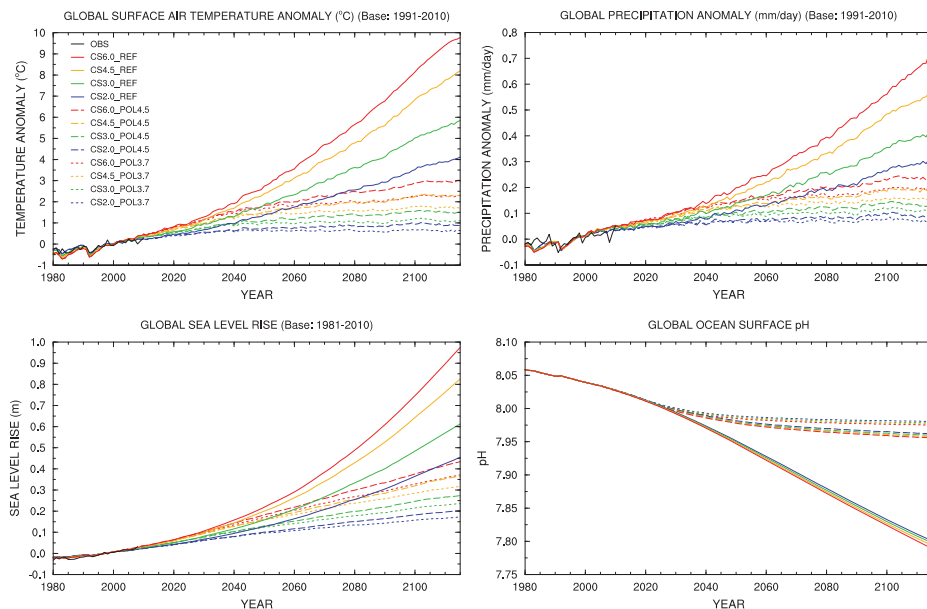 GLOBAL SURFACE AIR TEMPERATURE ANOMALY (°C) (Base: 1991-2010)
TEMPERATURE ANOMALY (°C)
10
9
8
7
6
5
4
3
2
1
0
-1
OBS
CS6.0_REF
CS4.5_REF
CS3.0_REF
CS2.0_REF
CS6.0_POL4.5
CS4.5_POL4.5
CS3.0_POL4.5
CS2.0_POL4.5
CS6.0_POL3.7
CS4.5_POL3.7
CS3.0_POL3.7
CS2.0_POL3.7
1980 2000 2020 2040 2060 2080 2100
YEAR
GLOBAL PRECIPITATION ANOMALY (mm/day) (Base: 1991-2010)
PRECIPITATION ANOMALY (mm/day)
0.8
0.7
0.6
0.5
0.4
0.3
0.2
0.1
0.0
-0.1
1980 2000 2020 2040 2060 2080 2100
YEAR
GLOBAL SEA LEVEL RISE (Base: 1981-2010)
SEA LEVEL RISE (m)
1.0
0.9
0.8
0.7
0.6
0.5
0.4
0.3
0.2
0.1
0.0
-0.1
1980 2000 2020 2040 2060 2080 2100
YEAR
GLOBAL OCEAN SURFACE pH
pH
8.10
8.05
8.00
7.95
7.90
7.85
7.80
7.75
1980 2000 2020 2040 2060 2080 2100
YEAR